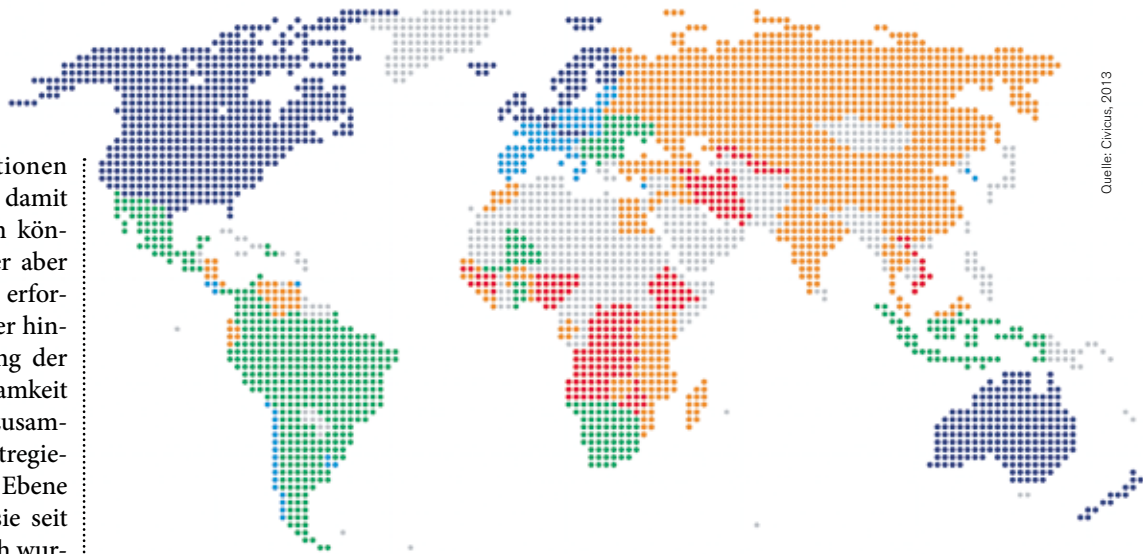 tionen
damit
n kön-
er aber
erfor-
er hin-
ng der
amkeit
zusam-
tregie-
Ebene
sie seit
h wur-
Quelle: Civicus, 2013